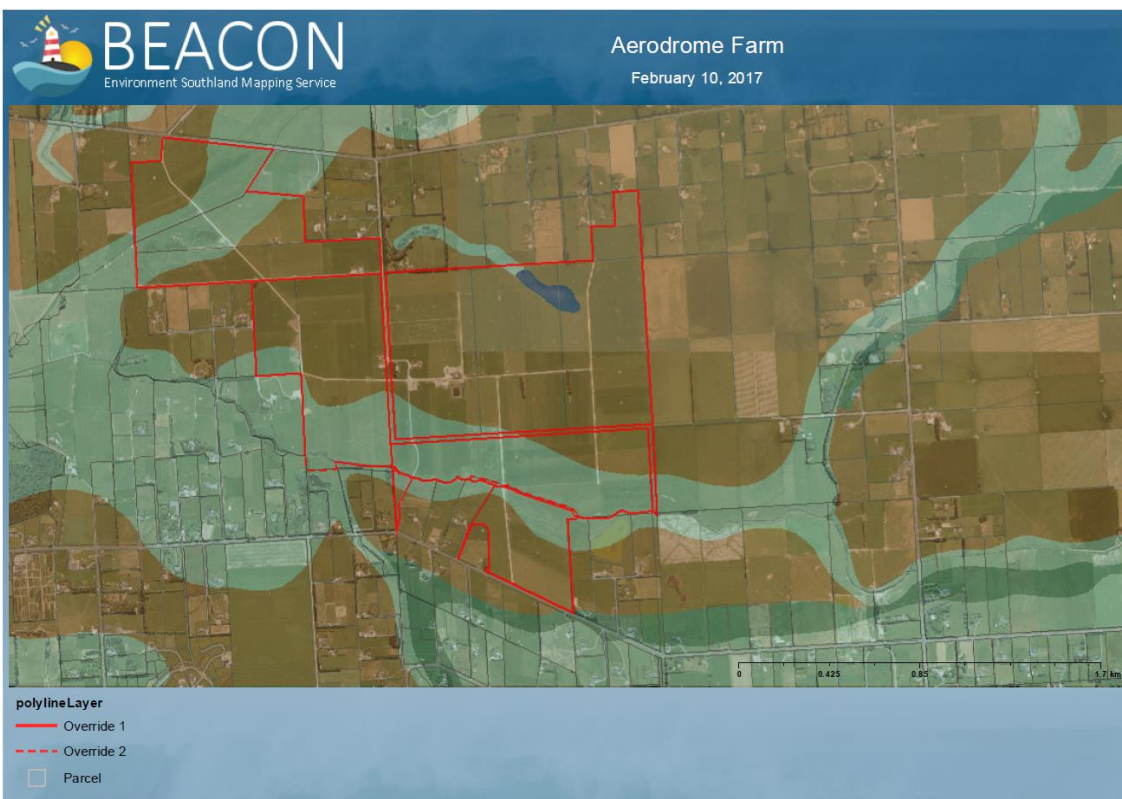 BEACON
Environment Southland Mapping Service
Aerodrome Farm
February 10, 2017
0 0.425 0.85 1.7 km
polylineLayer
Override 1
Override 2
Parcel